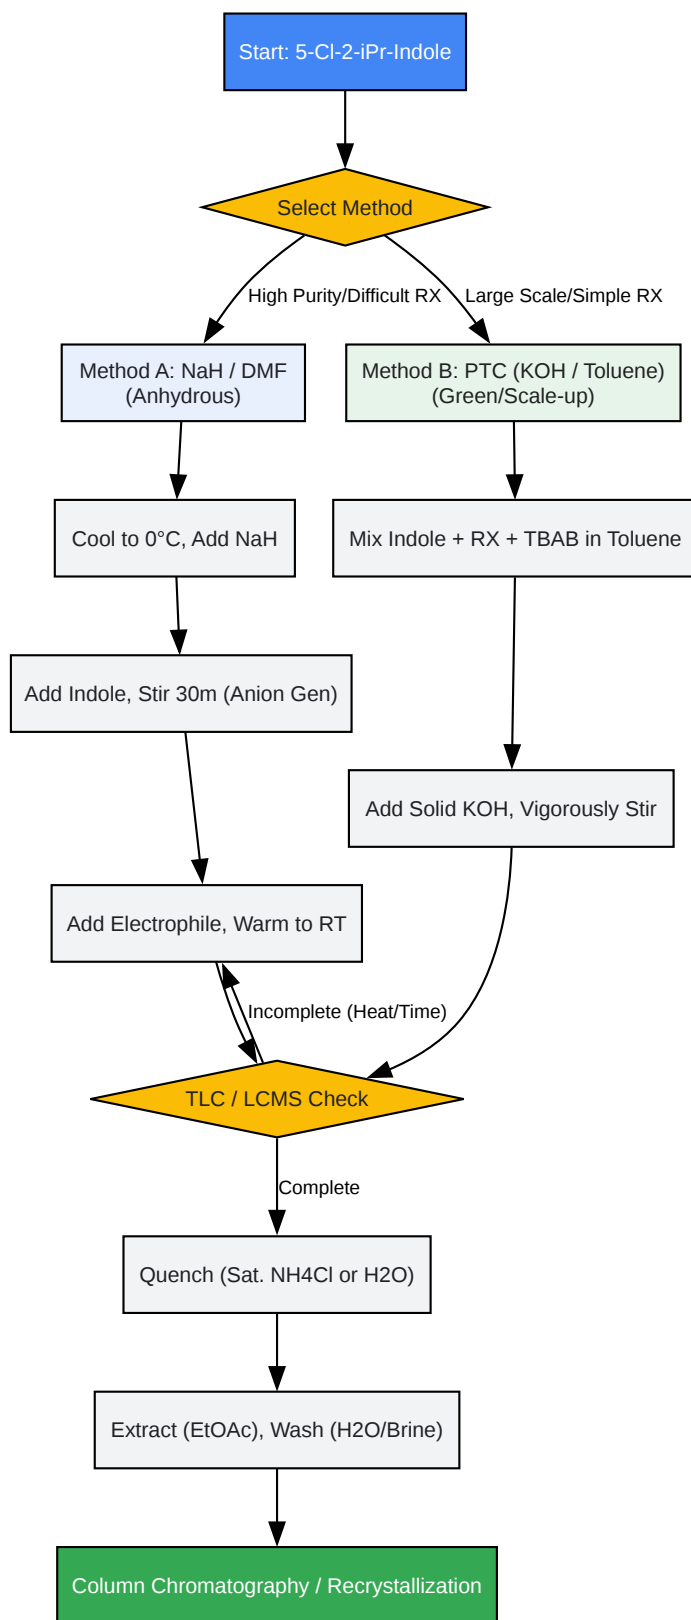 Start: 5-Cl-2-iPr-Indole
Select Method
High Purity/Difficult RX
Large Scale/Simple RX
Method A: NaH / DMF
(Anhydrous)
Method B: PTC (KOH / Toluene)
(Green/Scale-up)
Cool to 0°C, Add NaH
Mix Indole + RX + TBAB in Toluene
Add Indole, Stir 30m (Anion Gen)
Add Solid KOH, Vigorously Stir
Add Electrophile, Warm to RT
Incomplete (Heat/Time)
TLC / LCMS Check
Complete
Quench (Sat. NH4Cl or H2O)
Extract (EtOAc), Wash (H2O/Brine)
Column Chromatography / Recrystallization